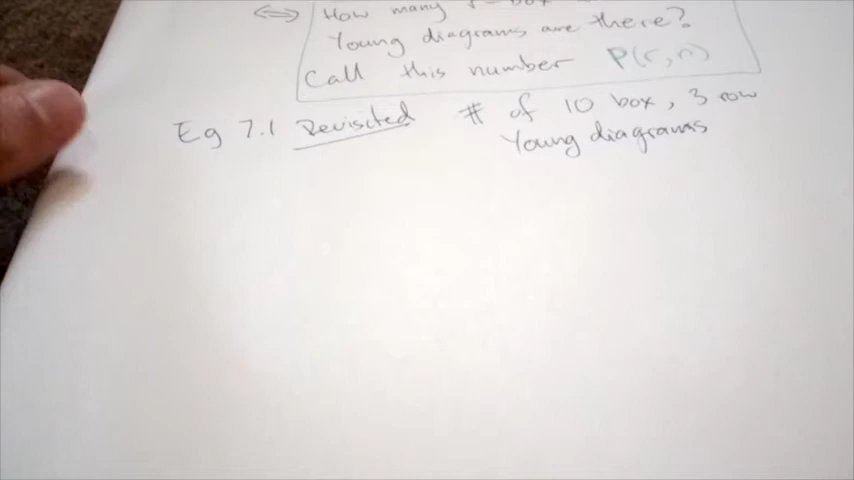 ⇔ How many r-box
Young diagrams are there?
Call this number P(r,n)
Eg 7.1 Revisited # of 10 box, 3 row
Young diagrams